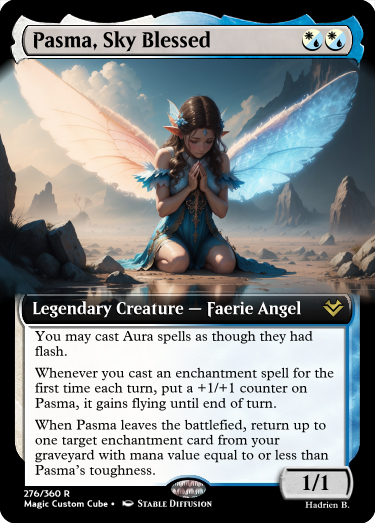 Pasma, Sky Blessed
Legendary Creature — Faerie Angel
You may cast Aura spells as though they had
flash.
Whenever you cast an enchantment spell for the
first time each turn, put a +1/+1 counter on
Pasma, it gains flying until end of turn.
When Pasma leaves the battlefied, return up to
one target enchantment card from your
graveyard with mana value equal to or less than
Pasma's toughness.
1/1
276/360 R
Magic Custom Cube • Stable Diffusion
Hadrien B.